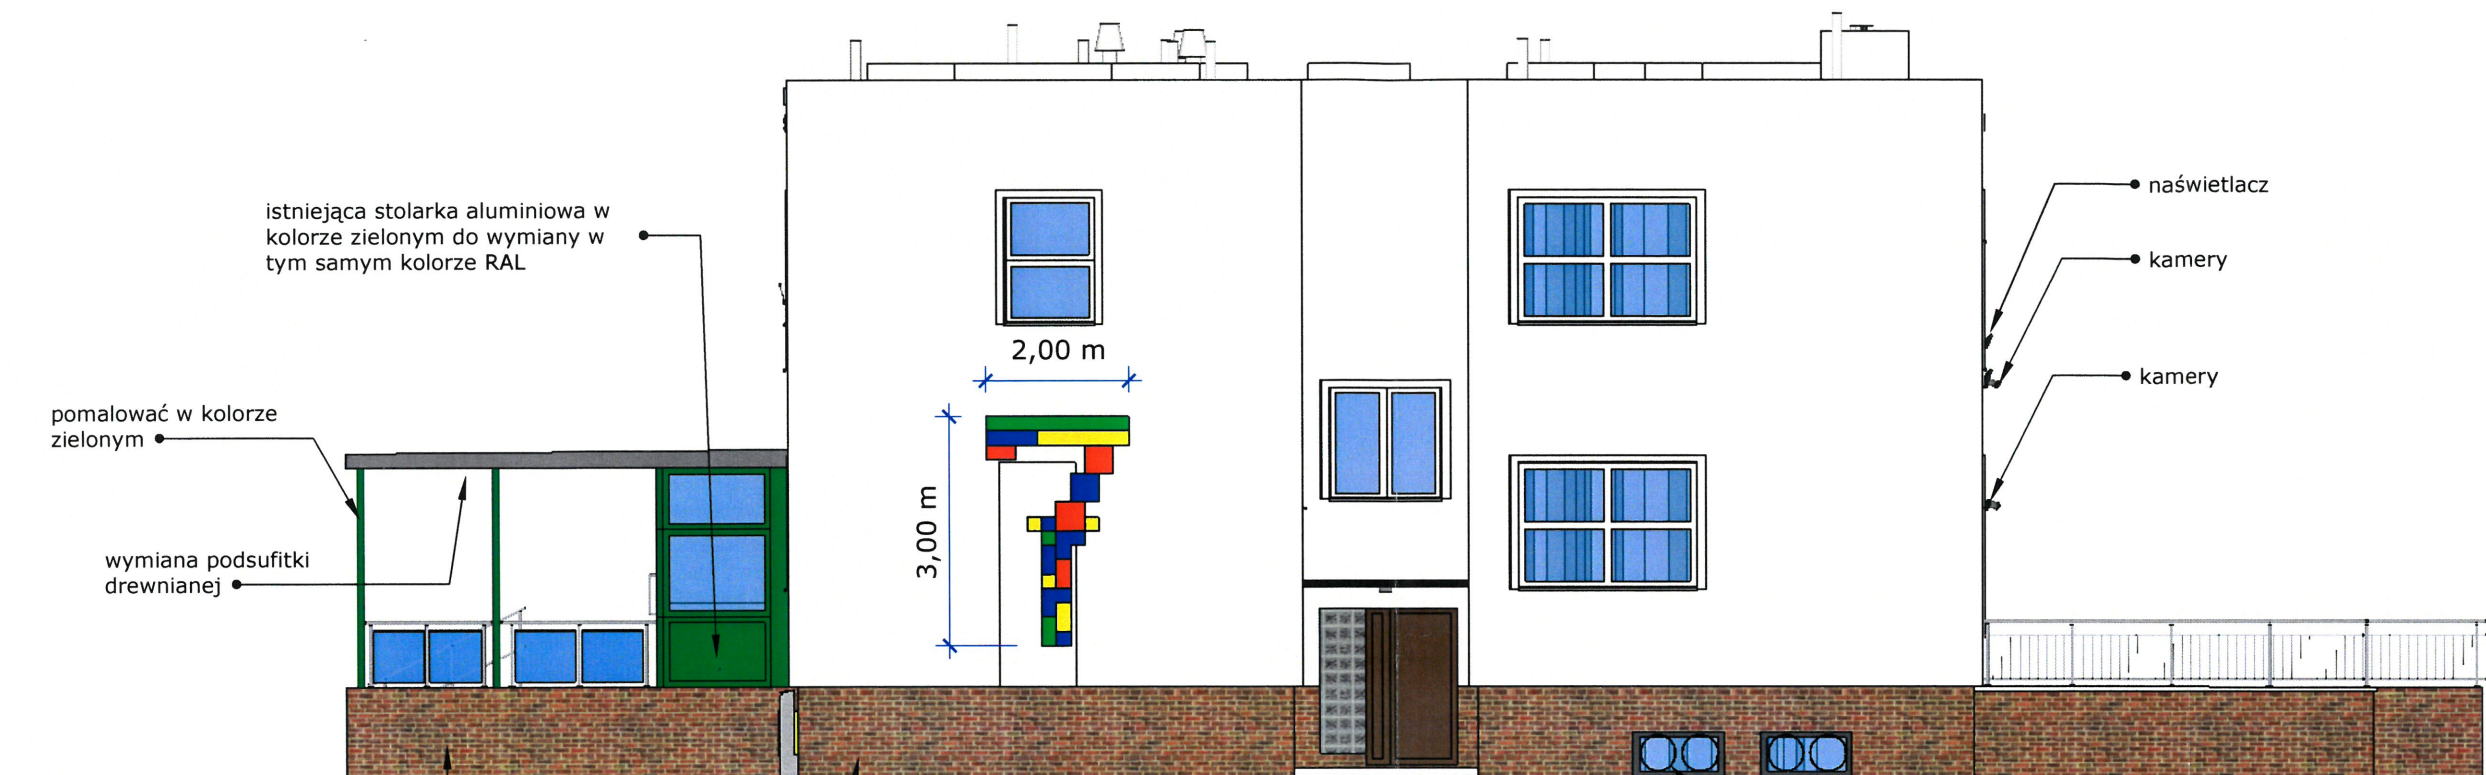 istniejąca stolarka aluminiowa w
kolorze zielonym do wymiany w
tym samym kolorze RAL
naświetlacz
kamery
2,00 m
kamery
pomalować w kolorze
zielonym
3,00 m
wymiana podsufitki
drewnianej